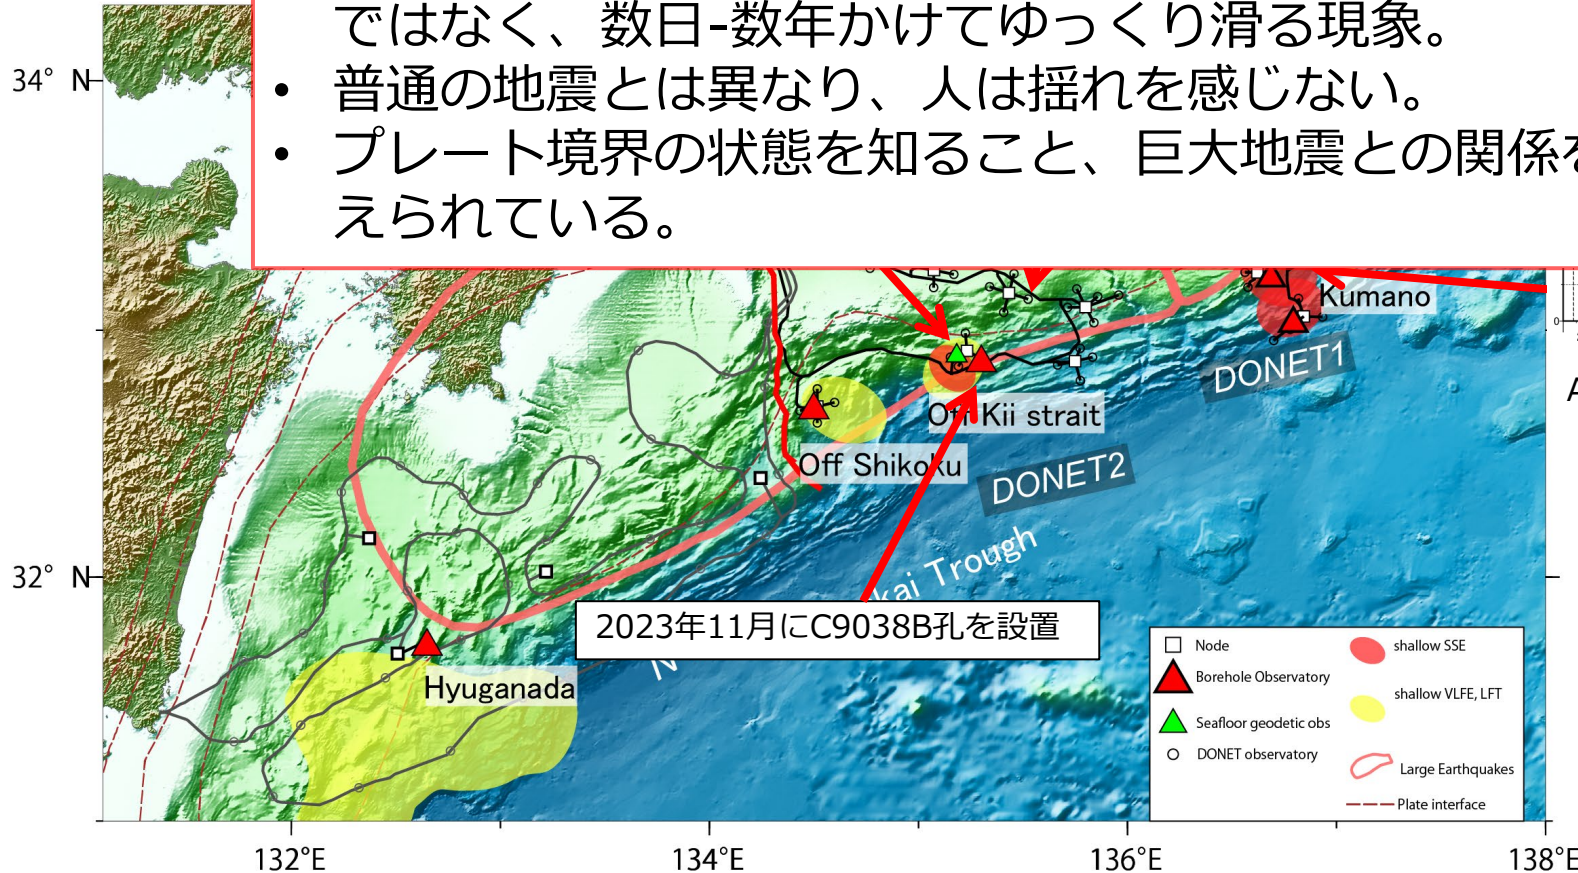 ではなく、数日-数年かけてゆっくり滑る現象。
• 普通の地震とは異なり、人は揺れを感じない。
• プレート境界の状態を知ること、巨大地震との関係を
えられている。
34° N
Kumano
DONET1
Off Kii strait
Off Shikoku
DONET2
32° N
kai Trough
2023年11月にC9038B孔を設置
N
Hyuganada
Node
Borehole Observatory
Seafloor geodetic obs
DONET observatory
shallow SSE
shallow VLFE, LFT
Large Earthquakes
Plate interface
0
A
132°E
134°E
136°E
138°E